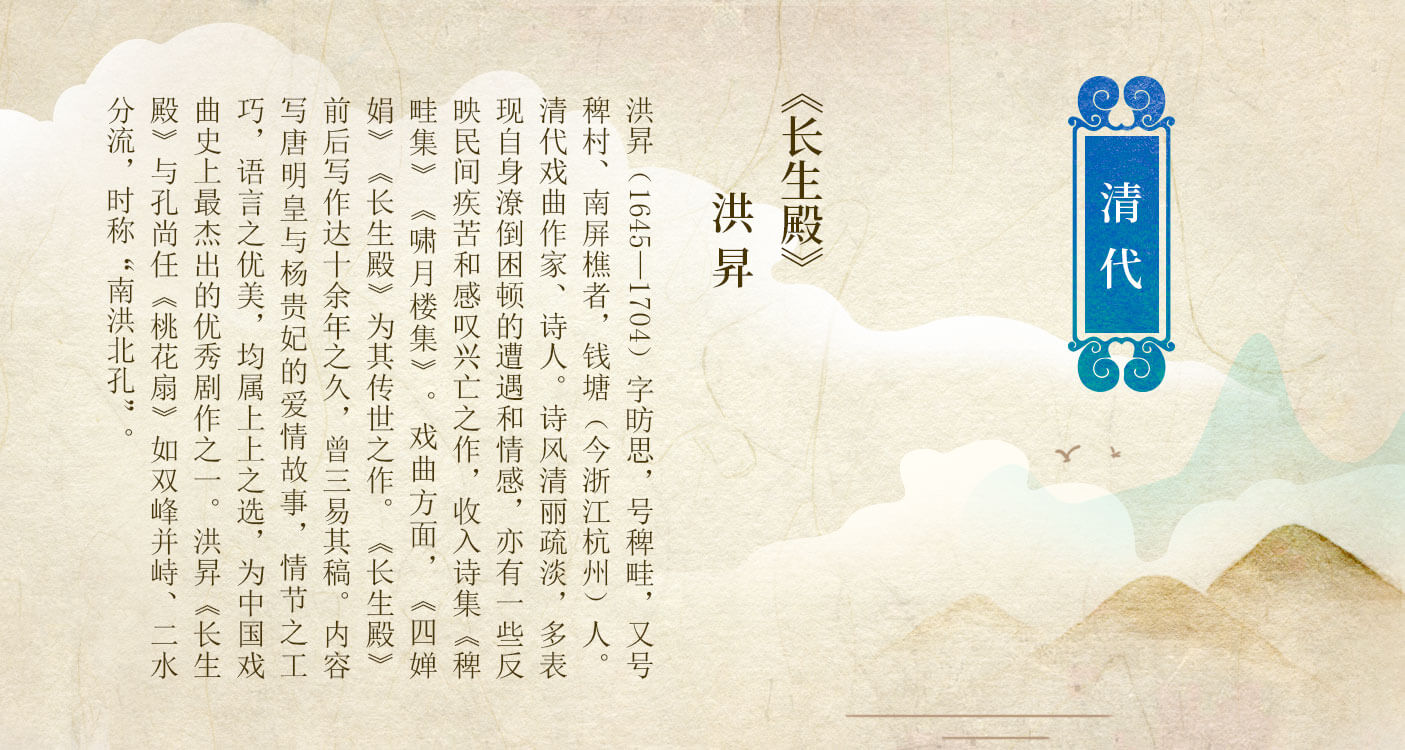 清代
《长生殿》
洪昇
洪昇（1645—1704）字昉思，号稗畦，又号
稗村、南屏樵者，钱塘（今浙江杭州）人。
清代戏曲作家、诗人。诗风清丽疏淡，多表
现自身潦倒困顿的遭遇和情感，亦有一些反
映民间疾苦和感叹兴亡之作，收入诗集《稗
畦集》《啸月楼集》。戏曲方面，《四婵
娟》《长生殿》为其传世之作。《长生殿》
前后写作达十余年之久，曾三易其稿。内容
写唐明皇与杨贵妃的爱情故事，情节之工
巧，语言之优美，均属上上之选，为中国戏
曲史上最杰出的优秀剧作之一。洪昇《长生
殿》与孔尚任《桃花扇》如双峰并峙、二水
分流，时称“南洪北孔”。